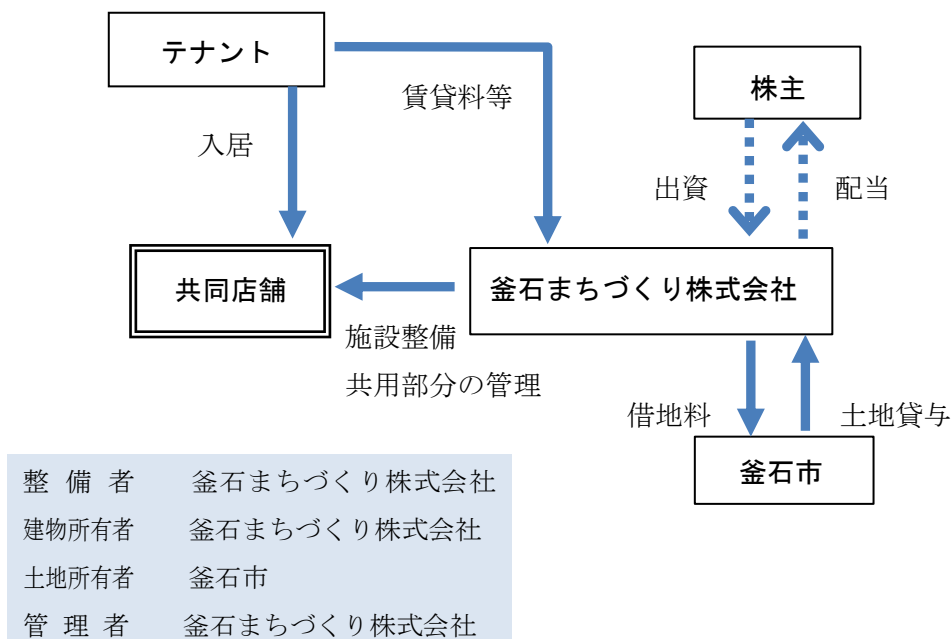 テナント
株主
賃貸料等
入居
出資
配当
共同店舗
釜石まちづくり株式会社
施設整備
共用部分の管理
借地料
土地貸与
釜石市
整備者 釜石まちづくり株式会社
建物所有者 釜石まちづくり株式会社
土地所有者 釜石市
管理者 釜石まちづくり株式会社